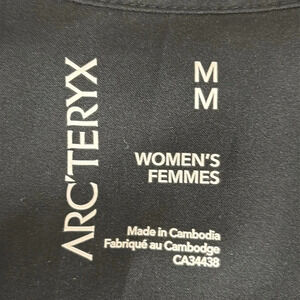 ARC'TERYX
M
M
WOMEN'S
FEMMES
Made in Cambodia
Fabriqué au Cambodge
CA34438